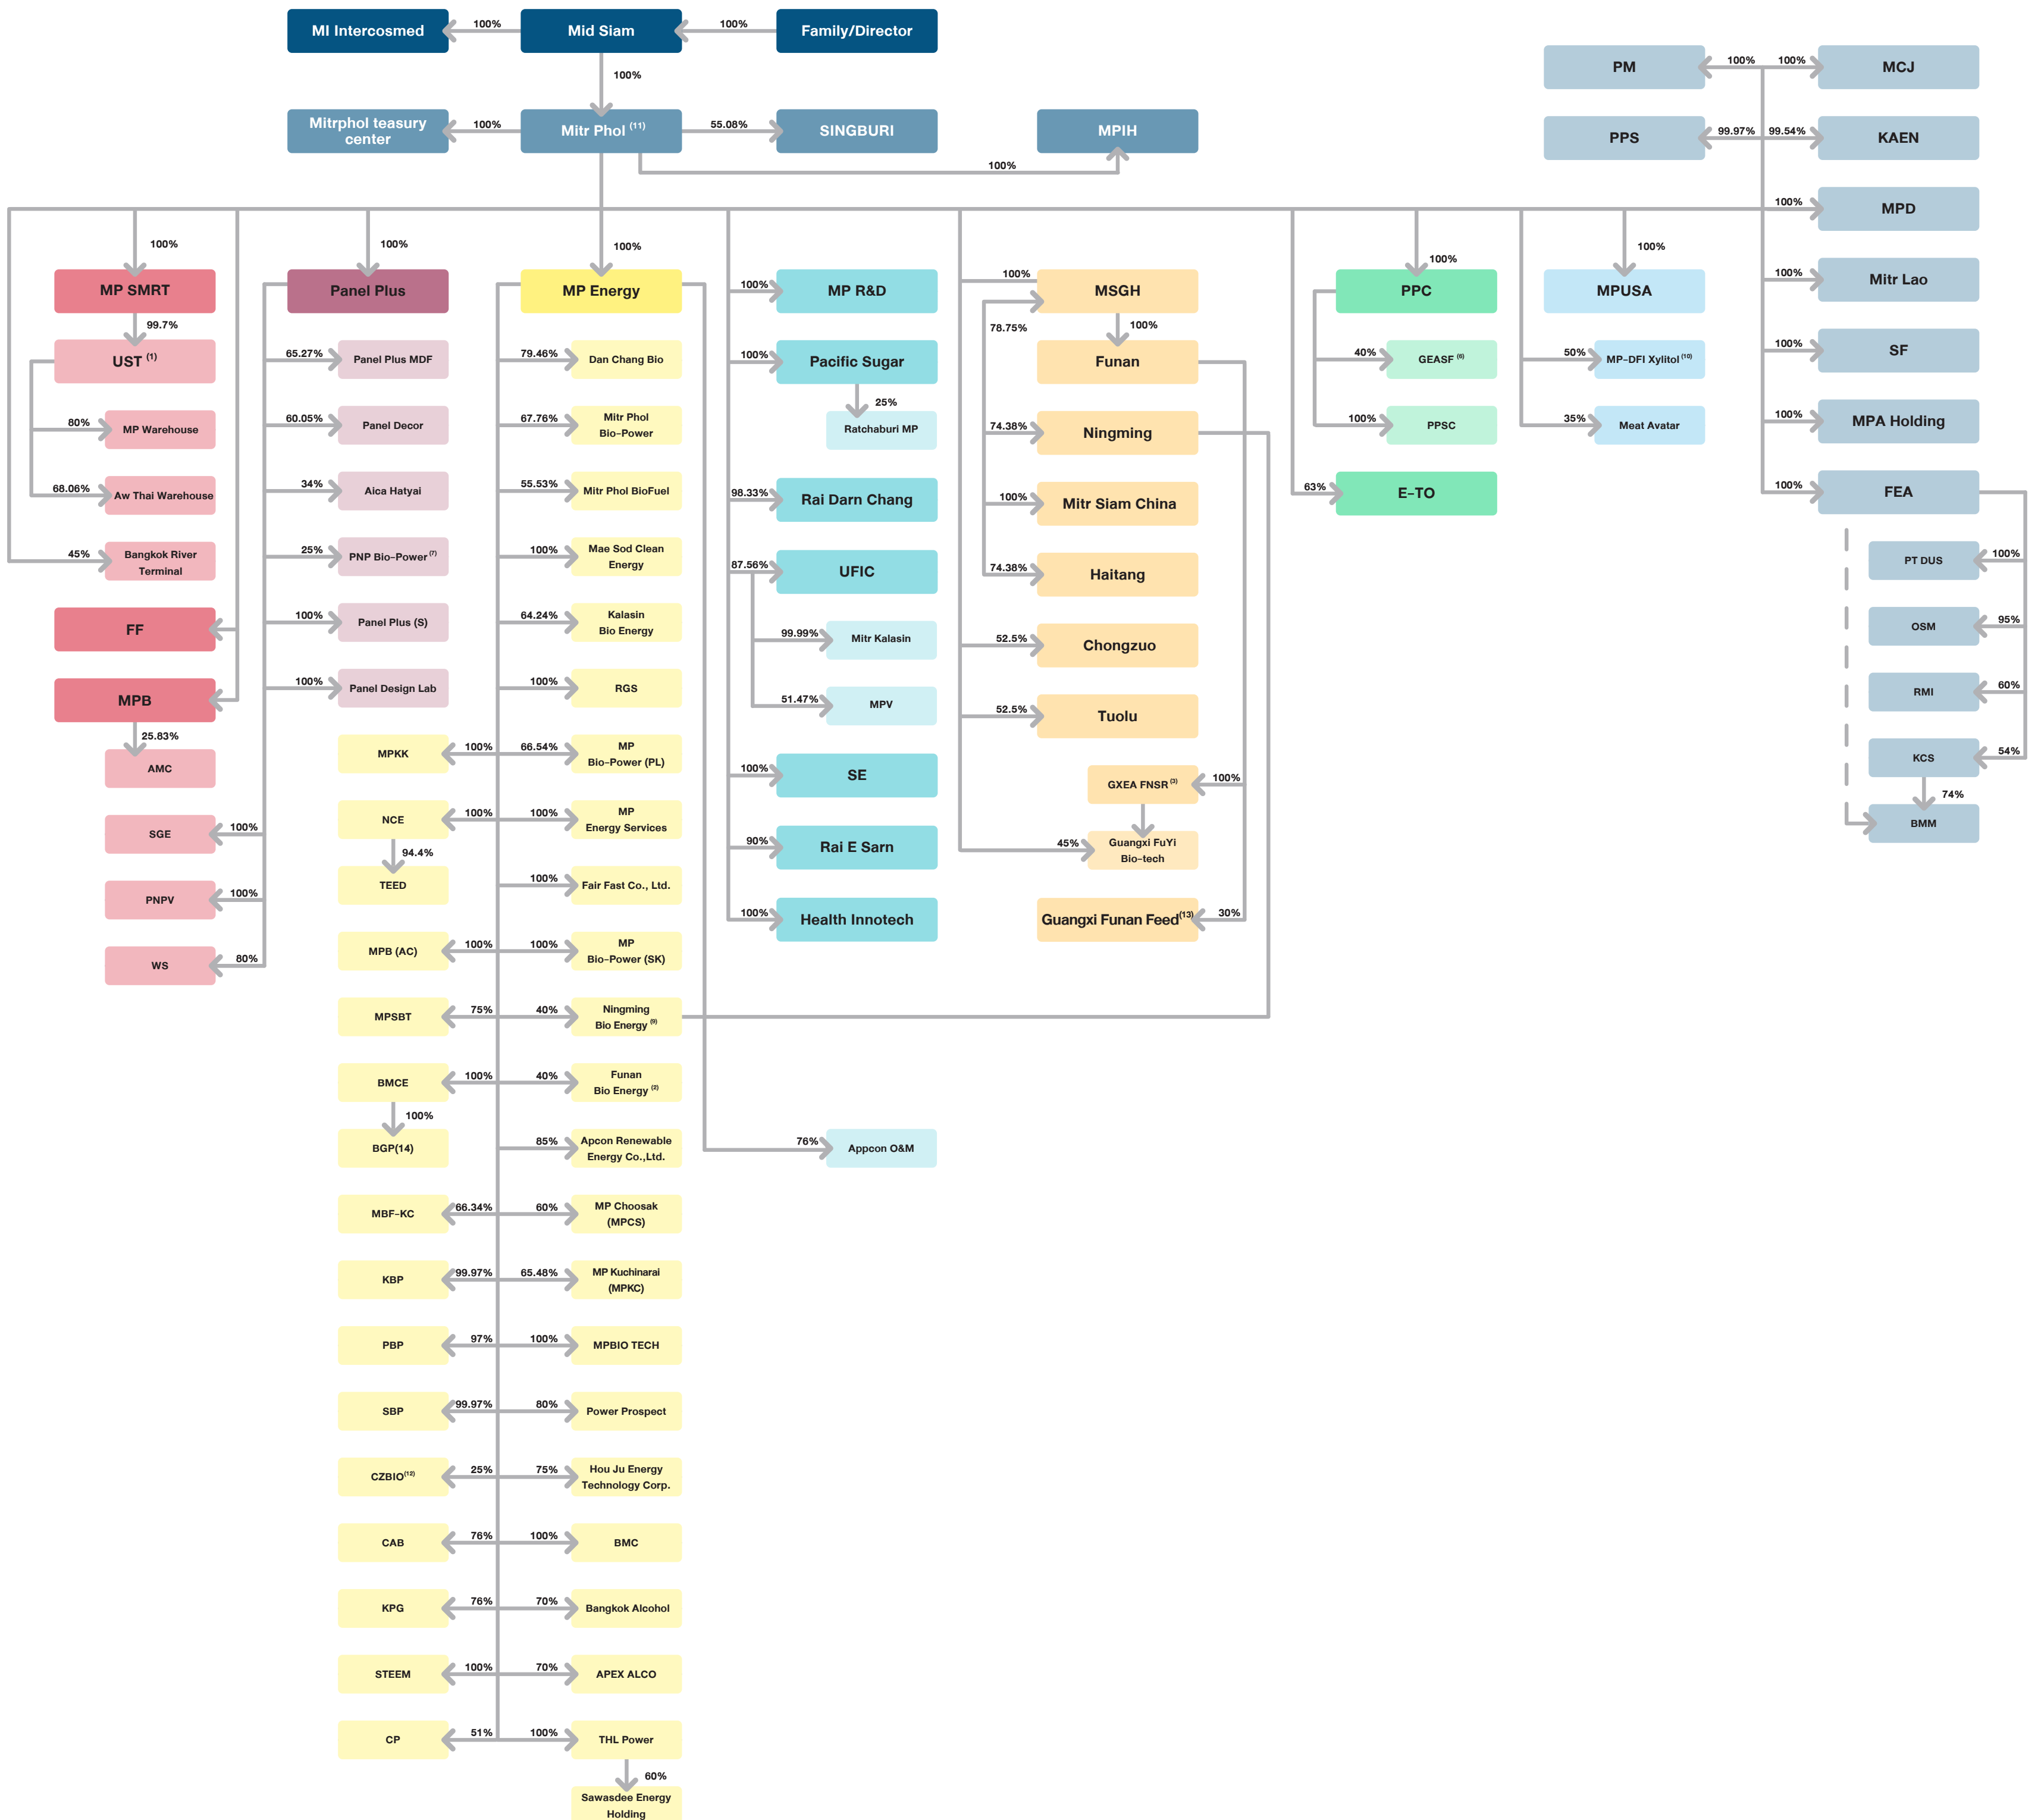 MI Intercosmed
100%
Mid Siam
100%
Family/Director
100%
Mitrphol teasury
center
100%
Mitr Phol (11)
55.08%
SINGBURI
MPIH
100%
PM
100%
100%
MCJ
PPS
99.97%
99.54%
KAEN
100%
MPD
100%
Mitr Lao
100%
SF
100%
MPA Holding
100%
FEA
PT DUS
100%
OSM
95%
RMI
60%
KCS
54%
74%
BMM
100%
MP SMRT
99.7%
UST (1)
80%
MP Warehouse
68.06%
Aw Thai Warehouse
45%
Bangkok River
Terminal
FF
MPB
25.83%
AMC
SGE
100%
PNPV
100%
WS
80%
100%
Panel Plus
65.27%
Panel Plus MDF
60.05%
Panel Decor
34%
Aica Hatyai
25%
PNP Bio-Power (7)
100%
Panel Plus (S)
100%
Panel Design Lab
100%
MP Energy
79.46%
Dan Chang Bio
67.76%
Mitr Phol
Bio-Power
55.53%
Mitr Phol BioFuel
100%
Mae Sod Clean
Energy
64.24%
Kalasin
Bio Energy
100%
RGS
MPKK
100%
66.54%
MP
Bio-Power (PL)
NCE
100%
100%
MP
Energy Services
94.4%
TEED
100%
Fair Fast Co., Ltd.
MPB (AC)
100%
100%
MP
Bio-Power (SK)
MPSBT
75%
40%
Ningming
Bio Energy (9)
BMCE
100%
40%
Funan
Bio Energy (2)
100%
BGP(14)
85%
Apcon Renewable
Energy Co.,Ltd.
76%
Appcon O&M
MBF-KC
66.34%
60%
MP Choosak
(MPCS)
KBP
99.97%
65.48%
MP Kuchinarai
(MPKC)
PBP
97%
100%
MPBIO TECH
SBP
99.97%
80%
Power Prospect
CZBIO(12)
25%
75%
Hou Ju Energy
Technology Corp.
CAB
76%
100%
BMC
KPG
76%
70%
Bangkok Alcohol
STEEM
100%
70%
APEX ALCO
CP
51%
100%
THL Power
60%
Sawasdee Energy
Holding
100%
MP R&D
100%
Pacific Sugar
25%
Ratchaburi MP
98.33%
Rai Darn Chang
87.56%
UFIC
99.99%
Mitr Kalasin
51.47%
MPV
100%
SE
90%
Rai E Sarn
100%
Health Innotech
100%
MSGH
78.75%
100%
Funan
74.38%
Ningming
100%
Mitr Siam China
74.38%
Haitang
52.5%
Chongzuo
52.5%
Tuolu
GXEA FNSR (3)
100%
45%
Guangxi FuYi
Bio-tech
Guangxi Funan Feed(13)
30%
100%
PPC
40%
GEASF (6)
100%
PPSC
63%
E-TO
100%
MPUSA
50%
MP-DFI Xylitol (10)
35%
Meat Avatar